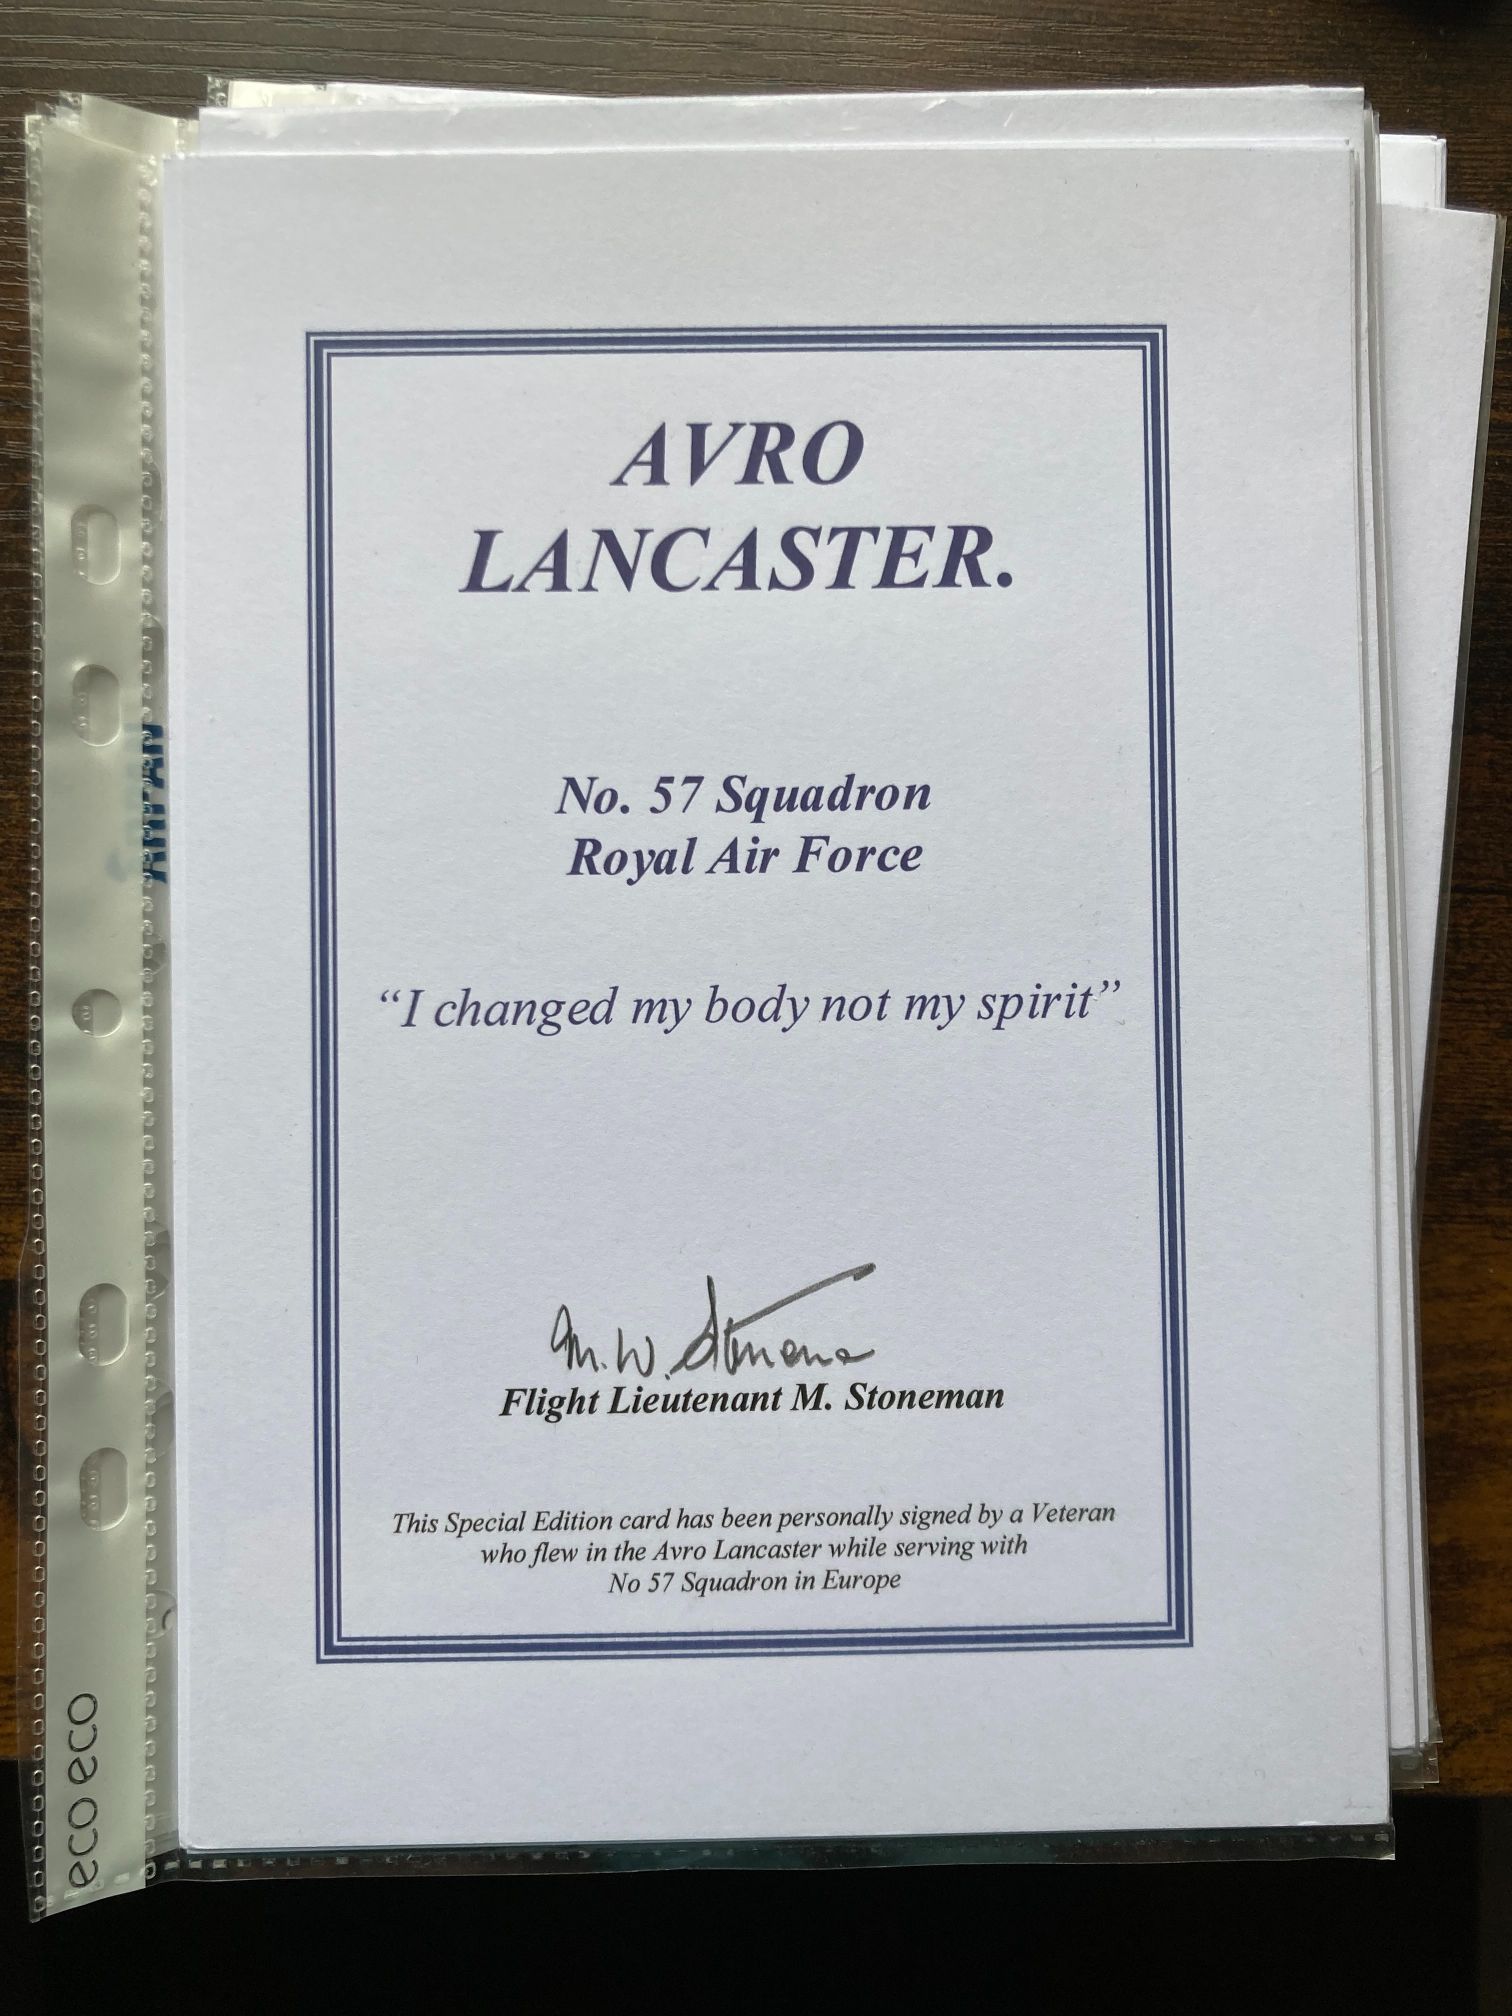 AVRO
LANCASTER.
No. 57 Squadron
Royal Air Force
“I changed my body not my spirit”
M. W. Stoneman
Flight Lieutenant M. Stoneman
This Special Edition card has been personally signed by a Veteran
who flew in the Avro Lancaster while serving with
No 57 Squadron in Europe
eco eco